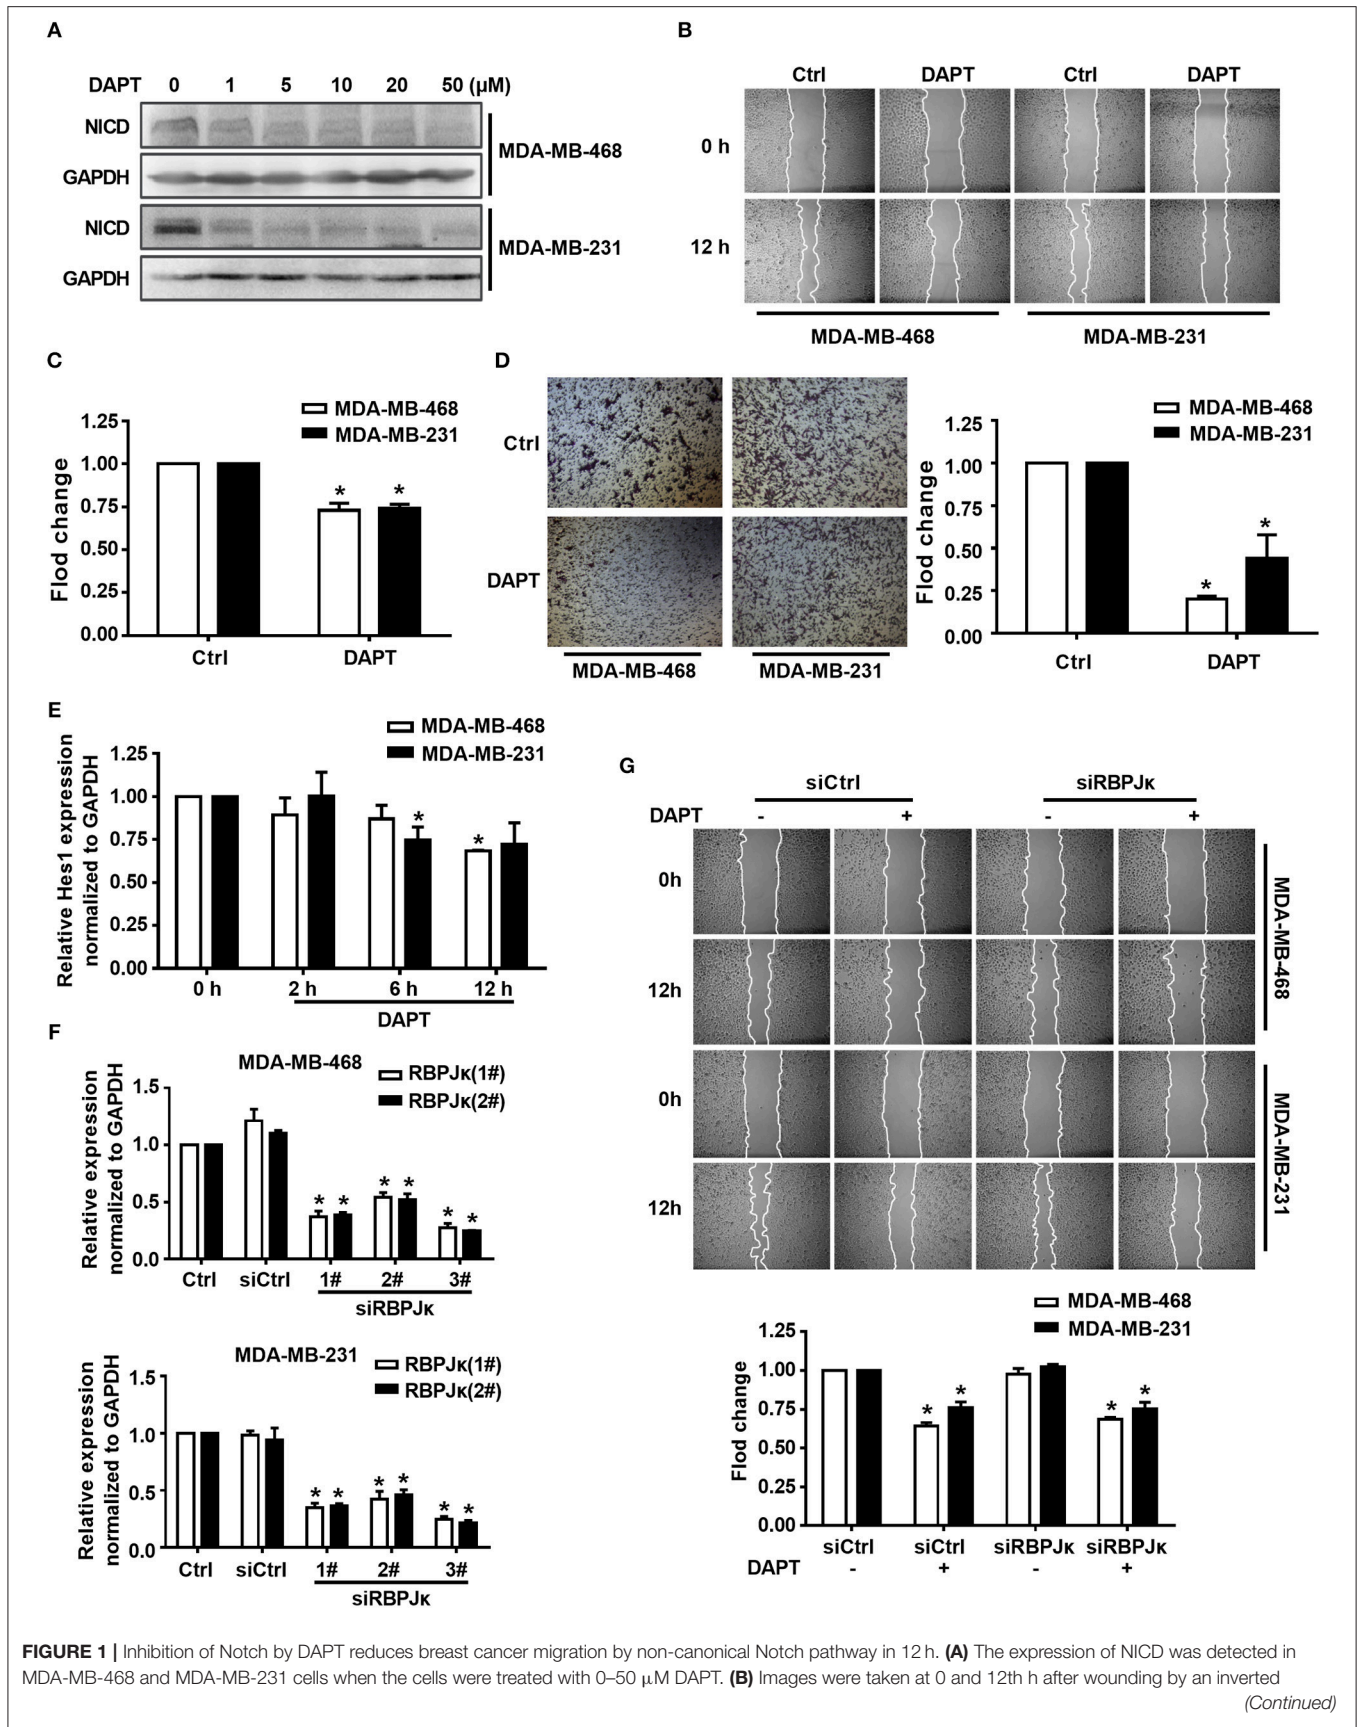 A
DAPT 0 1 5 10 20 50 (μM)
NICD
GAPDH
MDA-MB-468
NICD
GAPDH
MDA-MB-231
B
Ctrl DAPT Ctrl DAPT
0 h
12 h
MDA-MB-468 MDA-MB-231
C
MDA-MB-468
MDA-MB-231
Flod change
1.25
1.00
0.75
0.50
0.25
0.00
* *
Ctrl DAPT
D
Ctrl
DAPT
MDA-MB-468 MDA-MB-231
MDA-MB-468
MDA-MB-231
Flod change
1.25
1.00
0.75
0.50
0.25
0.00
* *
Ctrl DAPT
E
MDA-MB-468
MDA-MB-231
Relative Hes1 expression
normalized to GAPDH
1.25
1.00
0.75
0.50
0.25
0.00
* *
0 h 2 h 6 h 12 h
DAPT
F
MDA-MB-468
RBPJκ(1#)
RBPJκ(2#)
Relative expression
normalized to GAPDH
1.5
1.0
0.5
0.0
* * * * * *
Ctrl siCtrl 1# 2# 3#
siRBPJκ
MDA-MB-231
RBPJκ(1#)
RBPJκ(2#)
Relative expression
normalized to GAPDH
1.5
1.0
0.5
0.0
* * * * * *
Ctrl siCtrl 1# 2# 3#
siRBPJκ
G
siCtrl siRBPJκ
DAPT - + - +
0h
12h
MDA-MB-468
0h
12h
MDA-MB-231
MDA-MB-468
MDA-MB-231
Flod change
1.25
1.00
0.75
0.50
0.25
0.00
* * * *
siCtrl siCtrl siRBPJκ siRBPJκ
DAPT - + - +
FIGURE 1 | Inhibition of Notch by DAPT reduces breast cancer migration by non-canonical Notch pathway in 12 h. (A) The expression of NICD was detected in
MDA-MB-468 and MDA-MB-231 cells when the cells were treated with 0–50 μM DAPT. (B) Images were taken at 0 and 12th h after wounding by an inverted
(Continued)